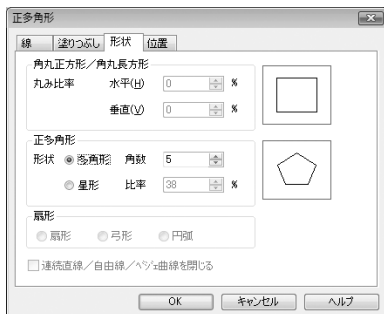 正多角形
線 塗りつぶし 形状 位置
角丸正方形／角丸長方形
丸み比率 水平(H) 0 %
垂直(V) 0 %
正多角形
形状 多角形 角数 5
星形 比率 38 %
扇形
扇形 弓形 円弧
連続直線／自由線／ベジェ曲線を閉じる
OK キャンセル ヘルプ